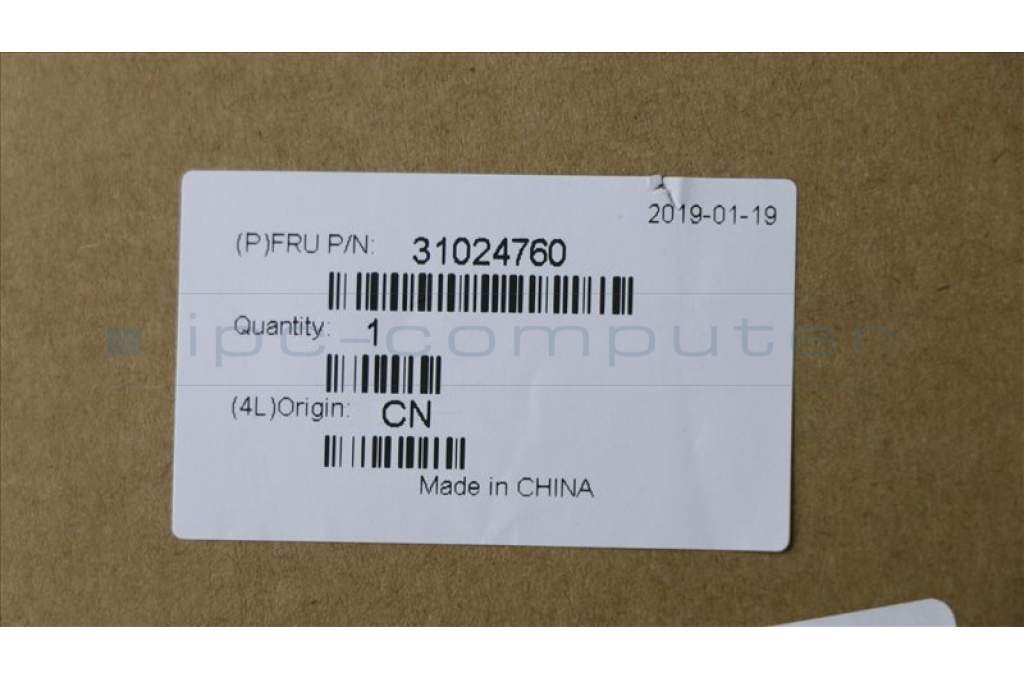 2019-01-19
(P)FRU P/N: 31024760
Quantity: 1
ipc-computer
(4L)Origin: CN
Made in CHINA